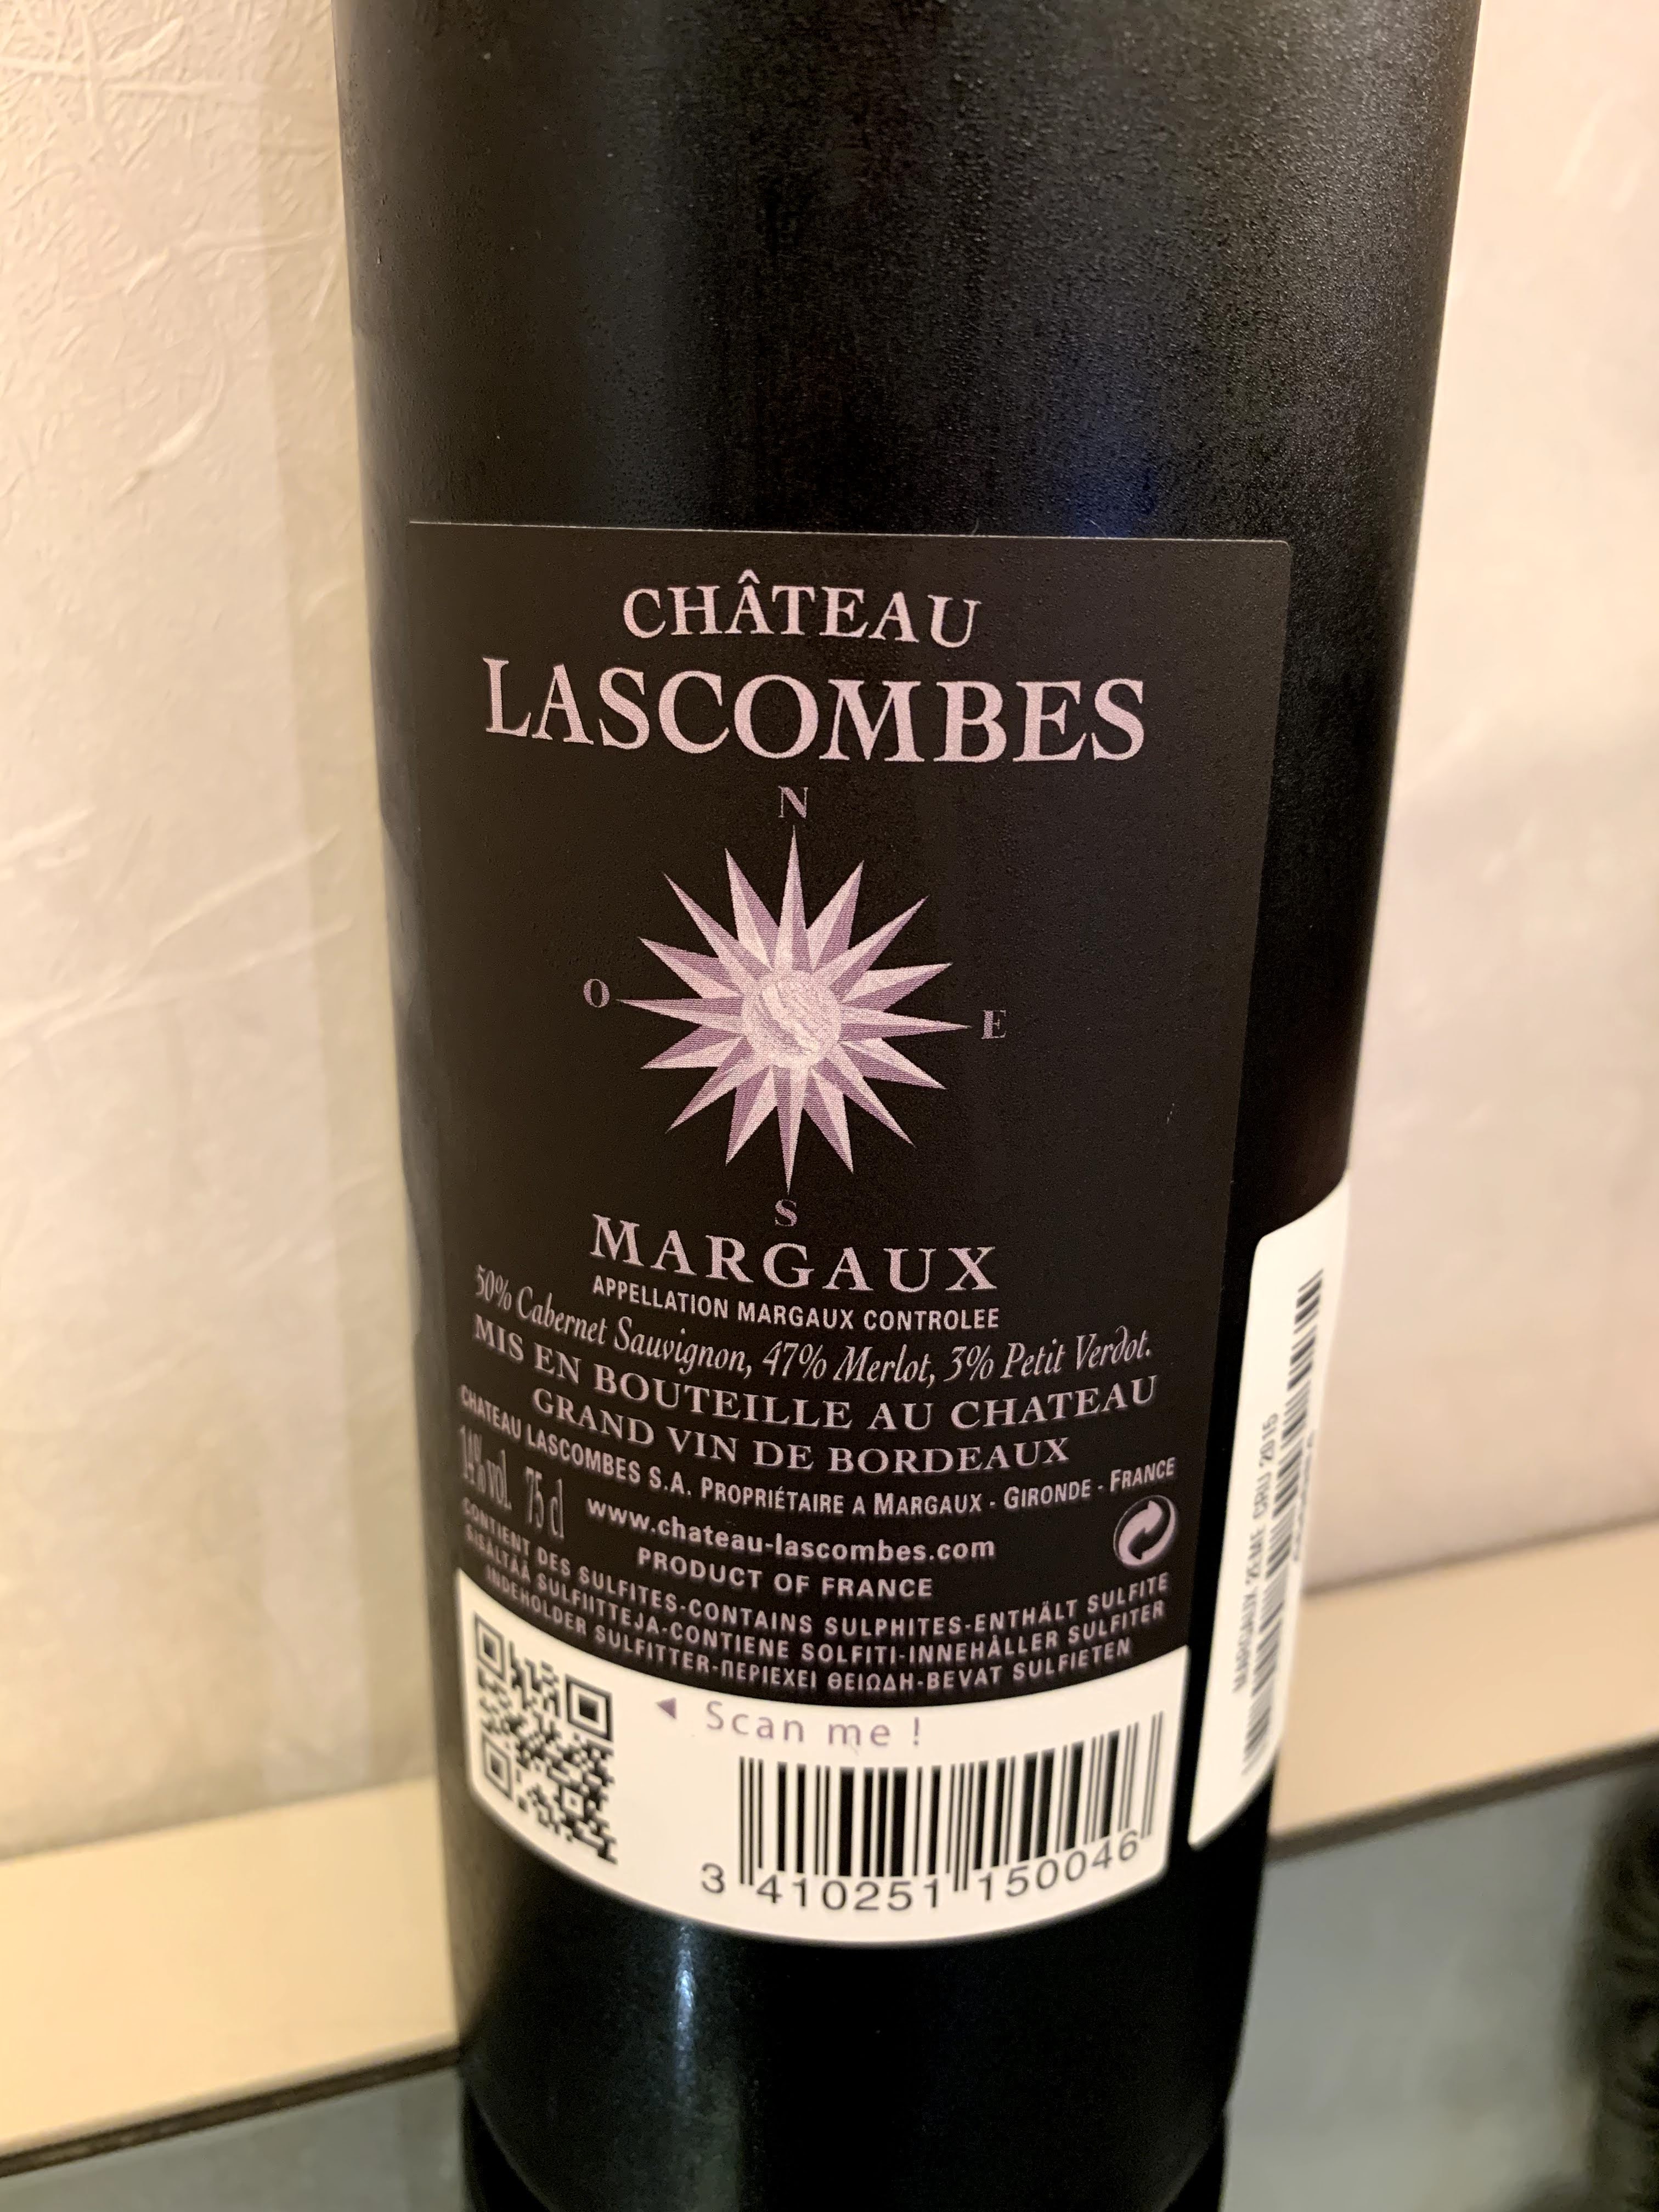 CHÂTEAU
LASCOMBES
N
O
E
S
MARGAUX
APPELLATION MARGAUX CONTROLEE
50% Cabernet Sauvignon, 47% Merlot, 3% Petit Verdot.
MIS EN BOUTEILLE AU CHATEAU
GRAND VIN DE BORDEAUX
CHATEAU LASCOMBES S.A. PROPRIÉTAIRE A MARGAUX - GIRONDE - FRANCE
14% vol. 75 cl
www.chateau-lascombes.com
PRODUCT OF FRANCE
CONTIENT DES SULFITES-CONTAINS SULPHITES-ENTHÄLT SULFITE
SISÄLTÄÄ SULFIITTEJA-CONTIENE SOLFITI-INNEHÅLLER SULFITER
INDEHOLDER SULFITTER-ΠΕΡΙΕΧΕΙ ΘΕΙΩΔΗ-BEVAT SULFIETEN
Scan me !
3 410251 150046
MARGAUX 2EME CRU 2015